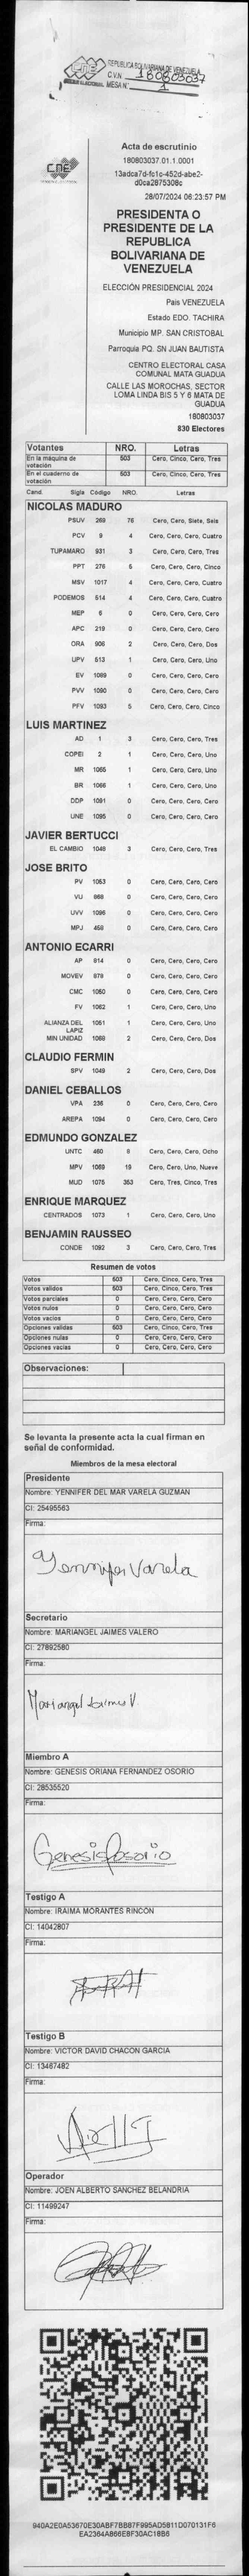 REPUBLICA BOLIVARIANA DE VENEZUELA
CNE
C.V.N. 180803037
MESA N° 1
CNE
Acta de escrutinio
180803037.01.1.0001
13adca7d-fc1c-452d-abe2-
d0ca2875308c
28/07/2024 06:23:57 PM
PRESIDENTA O
PRESIDENTE DE LA
REPUBLICA
BOLIVARIANA DE
VENEZUELA
ELECCIÓN PRESIDENCIAL 2024
Pais VENEZUELA
Estado EDO. TACHIRA
Municipio MP. SAN CRISTOBAL
Parroquia PQ. SN JUAN BAUTISTA
CENTRO ELECTORAL CASA
COMUNAL MATA GUADUA
CALLE LAS MOROCHAS, SECTOR
LOMA LINDA BIS 5 Y 6 MATA DE
GUADUA
180803037
830 Electores
Votantes NRO. Letras
En la máquina de votación 503 Cero, Cinco, Cero, Tres
En el cuaderno de votación 503 Cero, Cinco, Cero, Tres
Cand. Sigla Código NRO. Letras
NICOLAS MADURO
PSUV 269 76 Cero, Cero, Siete, Seis
PCV 9 4 Cero, Cero, Cero, Cuatro
TUPAMARO 931 3 Cero, Cero, Cero, Tres
PPT 276 5 Cero, Cero, Cero, Cinco
MSV 1017 4 Cero, Cero, Cero, Cuatro
PODEMOS 514 4 Cero, Cero, Cero, Cuatro
MEP 6 0 Cero, Cero, Cero, Cero
APC 219 0 Cero, Cero, Cero, Cero
ORA 906 2 Cero, Cero, Cero, Dos
UPV 513 1 Cero, Cero, Cero, Uno
EV 1089 0 Cero, Cero, Cero, Cero
PVV 1090 0 Cero, Cero, Cero, Cero
PFV 1093 5 Cero, Cero, Cero, Cinco
LUIS MARTINEZ
AD 1 3 Cero, Cero, Cero, Tres
COPEI 2 1 Cero, Cero, Cero, Uno
MR 1065 1 Cero, Cero, Cero, Uno
BR 1066 1 Cero, Cero, Cero, Uno
DDP 1091 0 Cero, Cero, Cero, Cero
UNE 1095 0 Cero, Cero, Cero, Cero
JAVIER BERTUCCI
EL CAMBIO 1048 3 Cero, Cero, Cero, Tres
JOSE BRITO
PV 1053 0 Cero, Cero, Cero, Cero
VU 868 0 Cero, Cero, Cero, Cero
UVV 1096 0 Cero, Cero, Cero, Cero
MPJ 458 0 Cero, Cero, Cero, Cero
ANTONIO ECARRI
AP 814 0 Cero, Cero, Cero, Cero
MOVEV 879 0 Cero, Cero, Cero, Cero
CMC 1050 0 Cero, Cero, Cero, Cero
FV 1062 1 Cero, Cero, Cero, Uno
ALIANZA DEL LAPIZ 1051 1 Cero, Cero, Cero, Uno
MIN UNIDAD 1068 2 Cero, Cero, Cero, Dos
CLAUDIO FERMIN
SPV 1049 2 Cero, Cero, Cero, Dos
DANIEL CEBALLOS
VPA 236 0 Cero, Cero, Cero, Cero
AREPA 1094 0 Cero, Cero, Cero, Cero
EDMUNDO GONZALEZ
UNTC 460 8 Cero, Cero, Cero, Ocho
MPV 1069 19 Cero, Cero, Uno, Nueve
MUD 1075 353 Cero, Tres, Cinco, Tres
ENRIQUE MARQUEZ
CENTRADOS 1073 1 Cero, Cero, Cero, Uno
BENJAMIN RAUSSEO
CONDE 1092 3 Cero, Cero, Cero, Tres
Resumen de votos
Votos 503 Cero, Cinco, Cero, Tres
Votos validos 503 Cero, Cinco, Cero, Tres
Votos parciales 0 Cero, Cero, Cero, Cero
Votos nulos 0 Cero, Cero, Cero, Cero
Votos vacios 0 Cero, Cero, Cero, Cero
Opciones validas 503 Cero, Cinco, Cero, Tres
Opciones nulas 0 Cero, Cero, Cero, Cero
Opciones vacias 0 Cero, Cero, Cero, Cero
Observaciones:
Se levanta la presente acta la cual firman en
señal de conformidad.
Miembros de la mesa electoral
Presidente
Nombre: YENNIFER DEL MAR VARELA GUZMAN
CI: 25495563
Firma:
Yennifer Varela
Secretario
Nombre: MARIANGEL JAIMES VALERO
CI: 27892580
Firma:
Mariangel Jaimes V.
Miembro A
Nombre: GENESIS ORIANA FERNANDEZ OSORIO
CI: 28535520
Firma:
Genesis Osorio
Testigo A
Nombre: IRAIMA MORANTES RINCON
CI: 14042807
Firma:
Testigo B
Nombre: VICTOR DAVID CHACON GARCIA
CI: 13467482
Firma:
Operador
Nombre: JOEN ALBERTO SANCHEZ BELANDRIA
CI: 11499247
Firma:
940A2E0A53670E30ABF7BB87F995AD5811D070131F6
EA2364A866E8F30AC18B6